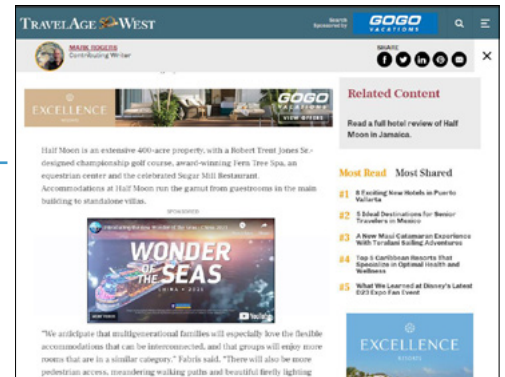 TRAVELAGE WEST
Search
Sponsored by
GOGO
VACATIONS
MARK ROGERS
Contributing Writer
SHARE
EXCELLENCE
RESORTS
GOGO
VACATIONS
VIEW OFFERS
Half Moon is an extensive 400-acre property, with a Robert Trent Jones Sr.-
designed championship golf course, award-winning Fern Tree Spa, an
equestrian center and the celebrated Sugar Mill Restaurant.
Accommodations at Half Moon run the gamut from guestrooms in the main
building to standalone villas.
SPONSORED
WONDER
OF THE
SEAS
CHINA • 2021
YouTube
"We anticipate that multigenerational families will especially love the flexible
accommodations that can be interconnected, and that groups will enjoy more
rooms that are in a similar category," Fabris said. "There will also be more
pedestrian access, meandering walking paths and beautiful firefly lighting
Related Content
Read a full hotel review of Half
Moon in Jamaica.
Most Read Most Shared
#1 8 Exciting New Hotels in Puerto
Vallarta
#2 5 Ideal Destinations for Senior
Travelers in Mexico
#3 A New Maxi Catamaran Experience
With Teralani Sailing Adventures
#4 Top 5 Caribbean Resorts That
Specialize in Optimal Health and
Wellness
#5 What We Learned at Disney's Latest
D23 Expo Fan Event
EXCELLENCE
RESORTS